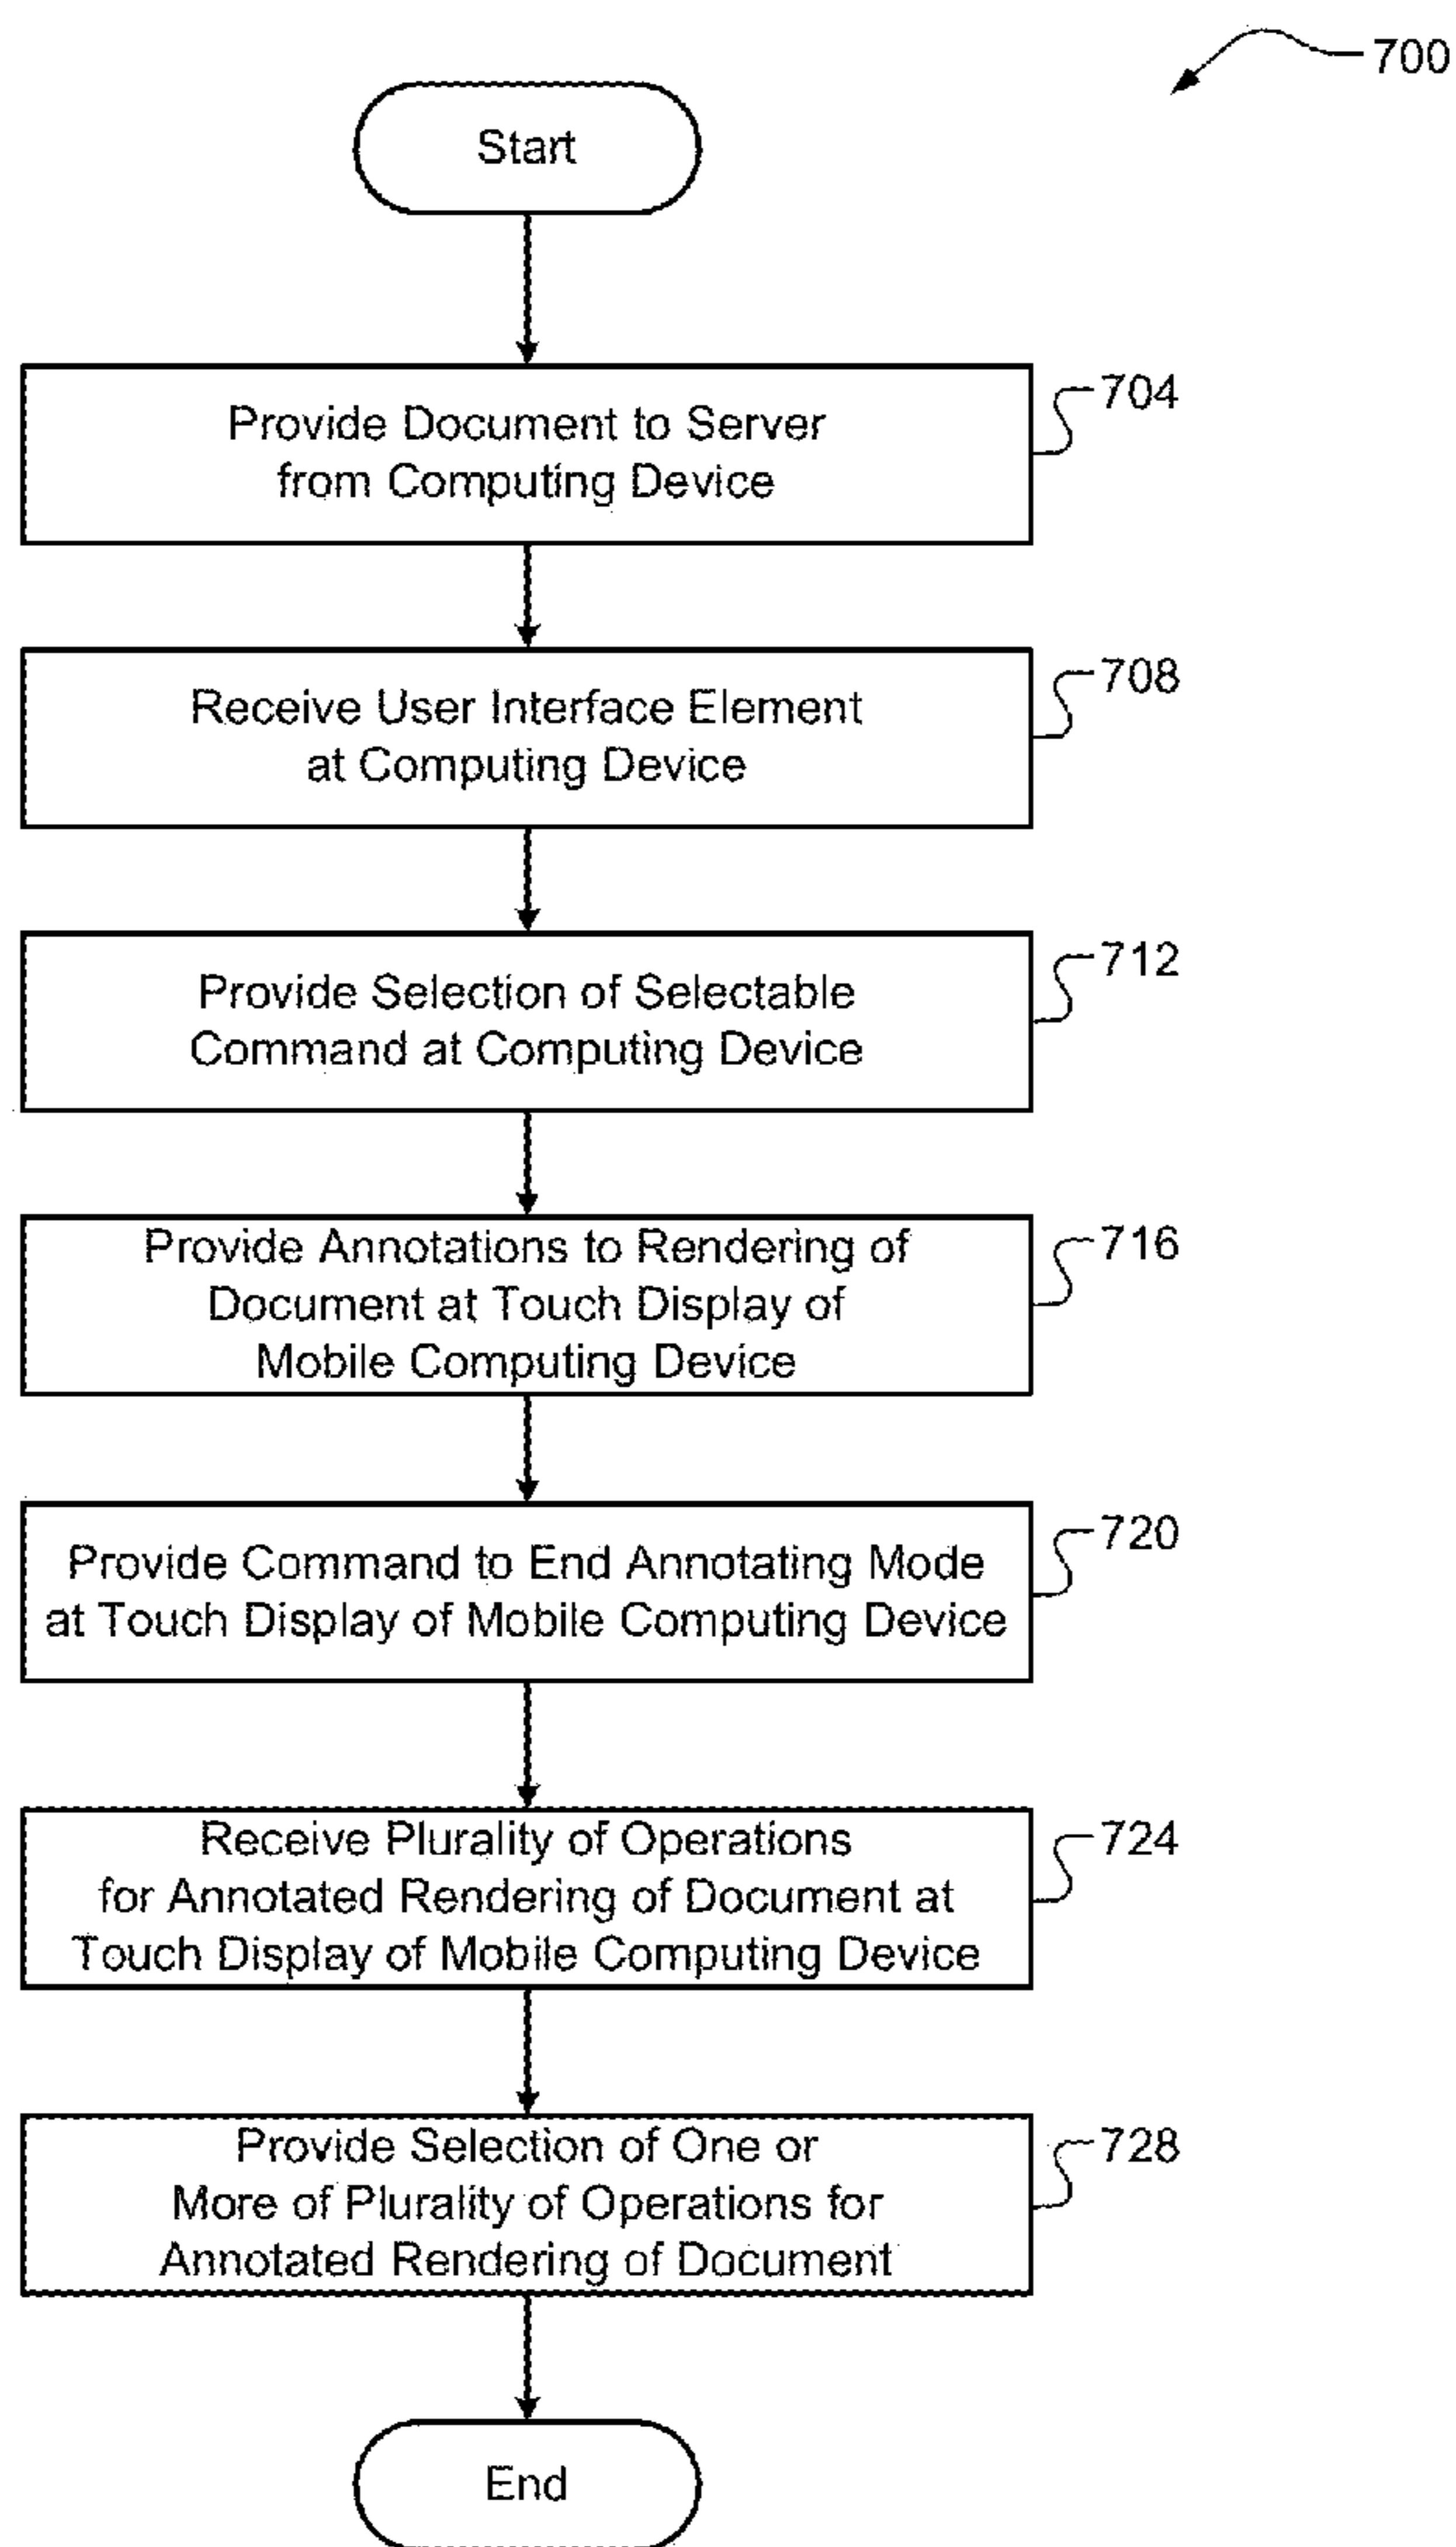 700
Start
Provide Document to Server
from Computing Device
704
Receive User Interface Element
at Computing Device
708
Provide Selection of Selectable
Command at Computing Device
712
Provide Annotations to Rendering of
Document at Touch Display of
Mobile Computing Device
716
Provide Command to End Annotating Mode
at Touch Display of Mobile Computing Device
720
Receive Plurality of Operations
for Annotated Rendering of Document at
Touch Display of Mobile Computing Device
724
Provide Selection of One or
More of Plurality of Operations for
Annotated Rendering of Document
728
End